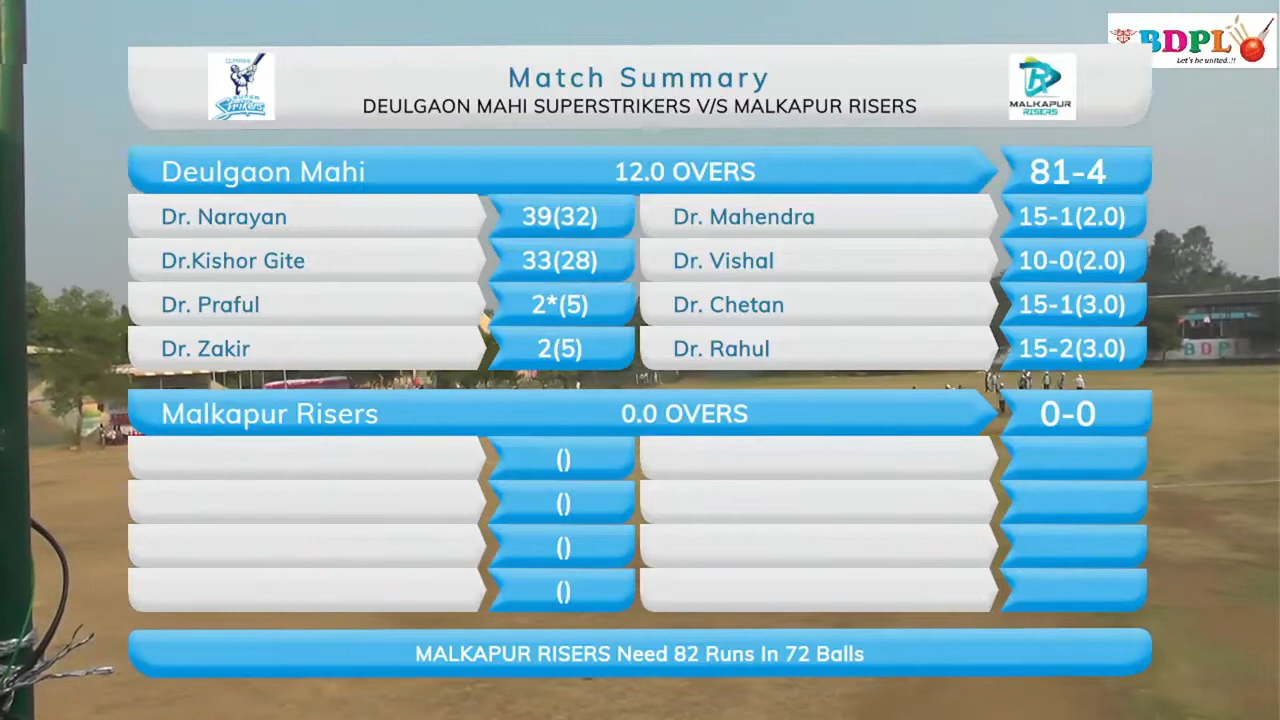 BDPL
Let's be united..!!
Match Summary
DEULGAON MAHI SUPERSTRIKERS V/S MALKAPUR RISERS
MALKAPUR
RISERS
Deulgaon Mahi 12.0 OVERS 81-4
Dr. Narayan 39(32) Dr. Mahendra 15-1(2.0)
Dr.Kishor Gite 33(28) Dr. Vishal 10-0(2.0)
Dr. Praful 2*(5) Dr. Chetan 15-1(3.0)
Dr. Zakir 2(5) Dr. Rahul 15-2(3.0)
BDPL
Malkapur Risers 0.0 OVERS 0-0
()
()
()
()
MALKAPUR RISERS Need 82 Runs In 72 Balls